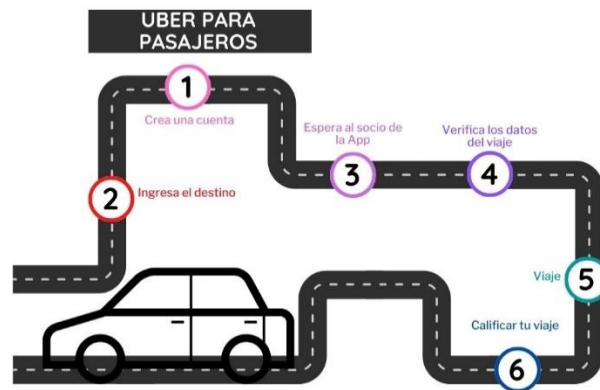 UBER PARA
PASAJEROS
1
Crea una cuenta
2
Ingresa el destino
Espera al socio de
la App
3
Verifica los datos
del viaje
4
Viaje
5
Calificar tu viaje
6